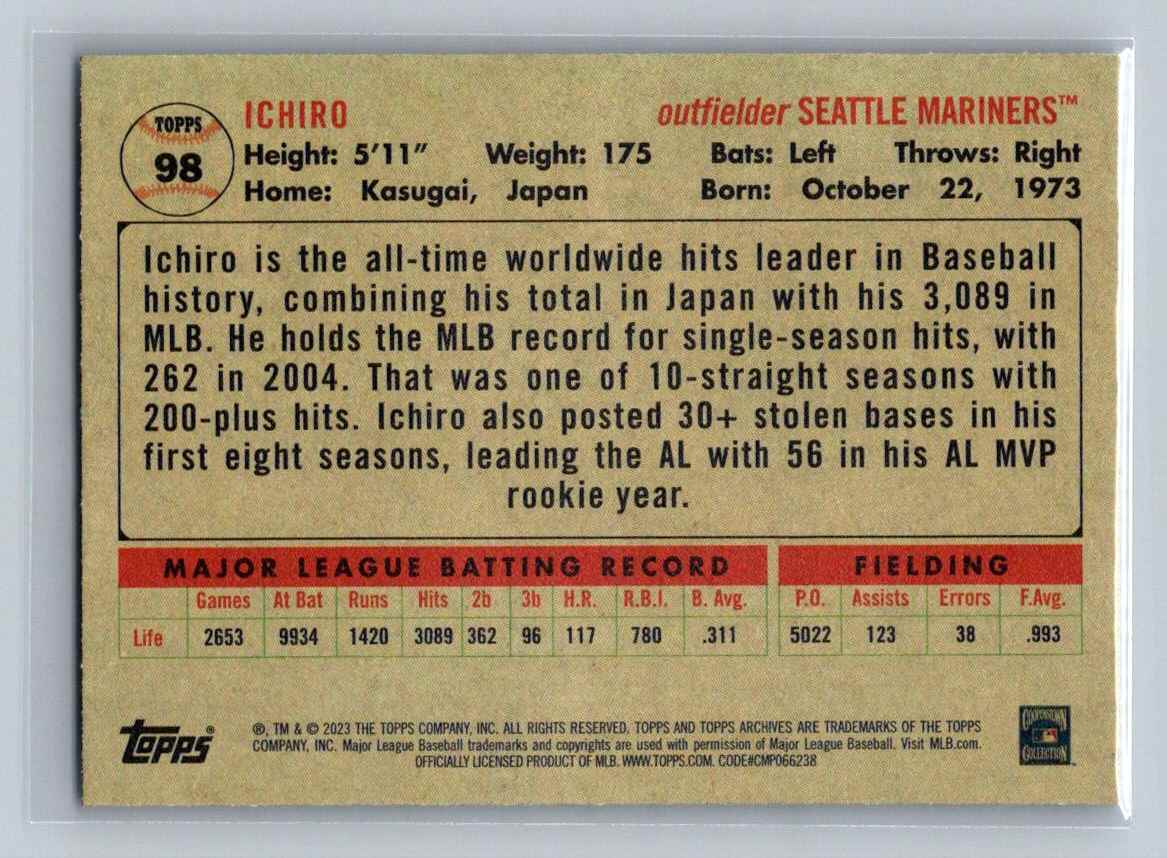 TOPPS
98
ICHIRO outfielder SEATTLE MARINERS™
Height: 5'11" Weight: 175 Bats: Left Throws: Right
Home: Kasugai, Japan Born: October 22, 1973
Ichiro is the all-time worldwide hits leader in Baseball
history, combining his total in Japan with his 3,089 in
MLB. He holds the MLB record for single-season hits, with
262 in 2004. That was one of 10-straight seasons with
200-plus hits. Ichiro also posted 30+ stolen bases in his
first eight seasons, leading the AL with 56 in his AL MVP
rookie year.
MAJOR LEAGUE BATTING RECORD FIELDING
Games At Bat Runs Hits 2b 3b H.R. R.B.I. B. Avg. P.O. Assists Errors F.Avg.
Life 2653 9934 1420 3089 362 96 117 780 .311 5022 123 38 .993
topps®
®, TM & © 2023 THE TOPPS COMPANY, INC. ALL RIGHTS RESERVED. TOPPS AND TOPPS ARCHIVES ARE TRADEMARKS OF THE TOPPS
COMPANY, INC. Major League Baseball trademarks and copyrights are used with permission of Major League Baseball. Visit MLB.com.
OFFICIALLY LICENSED PRODUCT OF MLB. WWW.TOPPS.COM. CODE#CMP066238
COOPERSTOWN
COLLECTION™